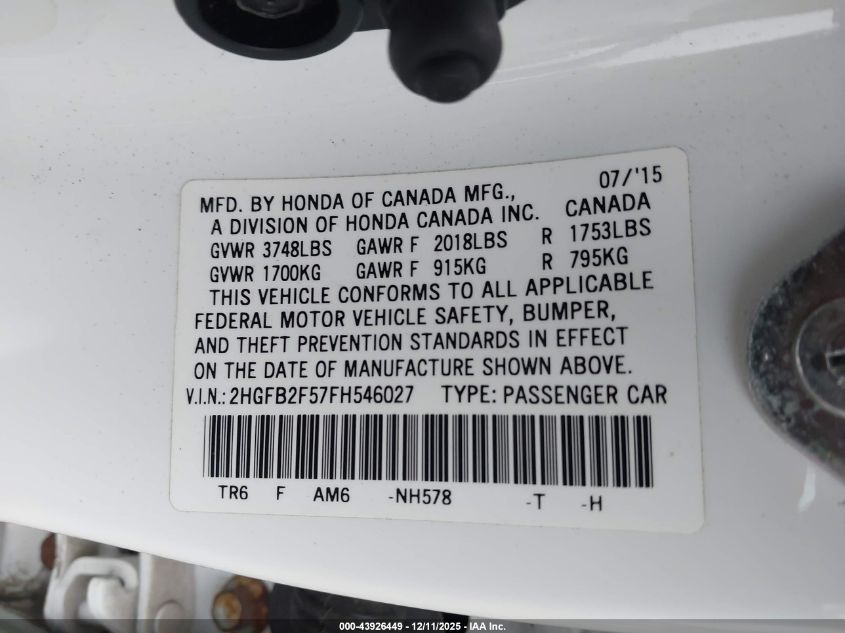 07/'15
MFD. BY HONDA OF CANADA MFG.,
A DIVISION OF HONDA CANADA INC. CANADA
GVWR 3748LBS GAWR F 2018LBS R 1753LBS
GVWR 1700KG GAWR F 915KG R 795KG
THIS VEHICLE CONFORMS TO ALL APPLICABLE
FEDERAL MOTOR VEHICLE SAFETY, BUMPER,
AND THEFT PREVENTION STANDARDS IN EFFECT
ON THE DATE OF MANUFACTURE SHOWN ABOVE.
V.I.N.: 2HGFB2F57FH546027 TYPE: PASSENGER CAR
TR6 F AM6 -NH578 -T -H
000-43926449 - 12/11/2025 - IAA Inc.